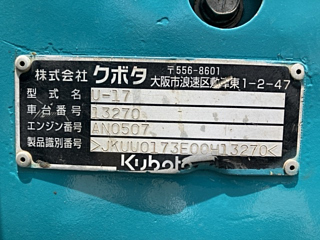 株式会社 クボタ 〒556-8601
大阪市浪速区敷津東1-2-47
型式名 U-17
車台番号 13270
エンジン番号 AN0507
製品識別番号 >JKUU0173E00H13270<
Kubota